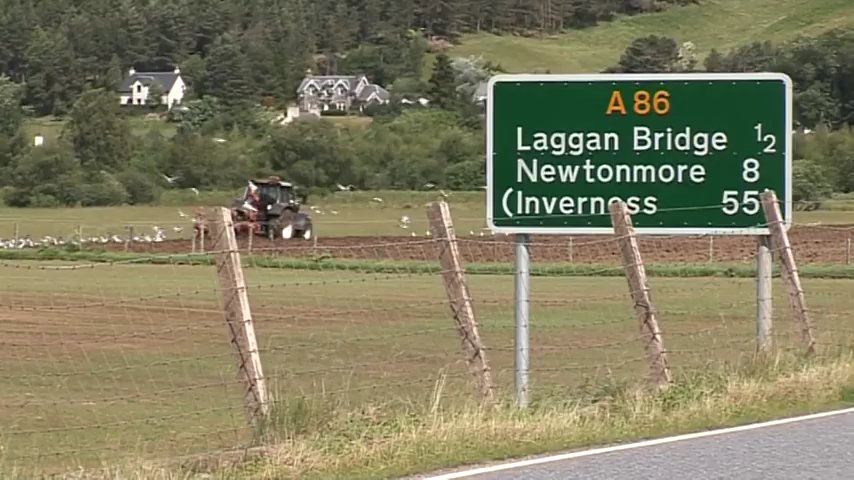 A 86
Laggan Bridge ½
Newtonmore 8
(Inverness 55)